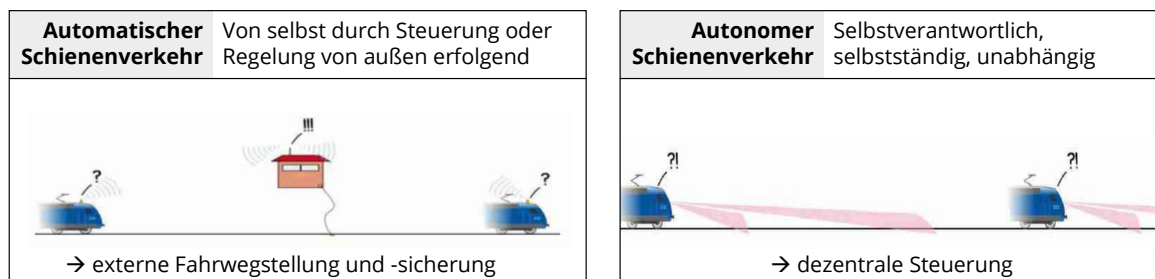 Automatischer Schienenverkehr
Von selbst durch Steuerung oder
Regelung von außen erfolgend
?
!!!
?
→ externe Fahrwegstellung und -sicherung
Autonomer Schienenverkehr
Selbstverantwortlich,
selbstständig, unabhängig
?!
?!
→ dezentrale Steuerung